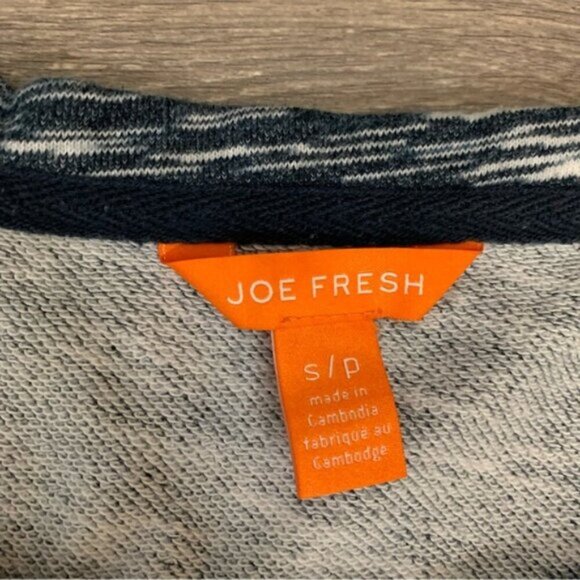 JOE FRESH
s/p
made in
Cambodia
fabriqué au
Cambodge